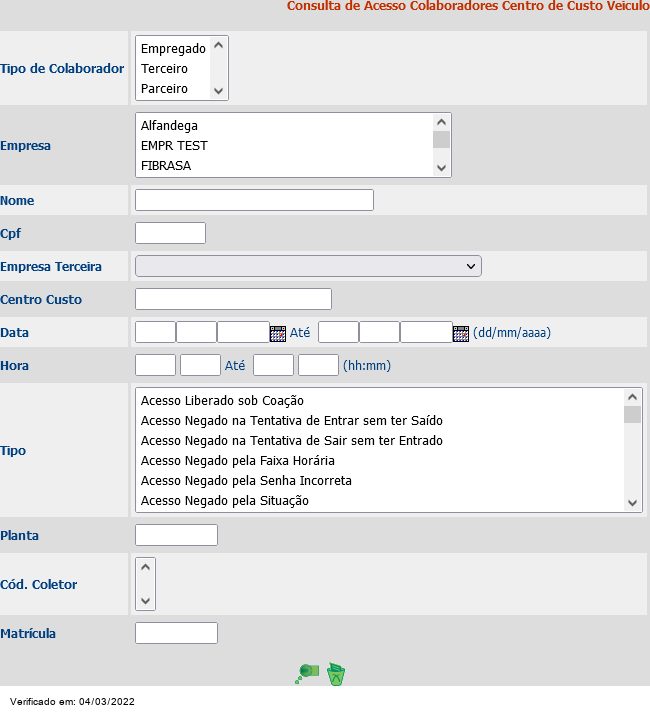 Consulta de Acesso Colaboradores Centro de Custo Veiculo
Tipo de Colaborador
Empregado
Terceiro
Parceiro
Empresa
Alfandega
EMPR TEST
FIBRASA
Nome
Cpf
Empresa Terceira
Centro Custo
Data Até (dd/mm/aaaa)
Hora Até (hh:mm)
Tipo
Acesso Liberado sob Coação
Acesso Negado na Tentativa de Entrar sem ter Saído
Acesso Negado na Tentativa de Sair sem ter Entrado
Acesso Negado pela Faixa Horária
Acesso Negado pela Senha Incorreta
Acesso Negado pela Situação
Planta
Cód. Coletor
Matrícula
Verificado em: 04/03/2022